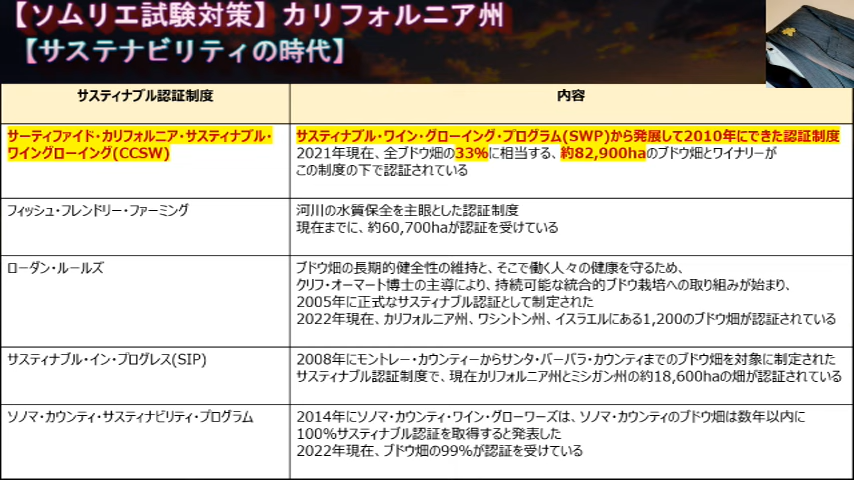 【ソムリエ試験対策】カリフォルニア州
【サステナビリティの時代】
サスティナブル認証制度
内容
サーティファイド・カリフォルニア・サスティナブル・
ワイングローイング(CCSW)
サスティナブル・ワイン・グローイング・プログラム(SWP)から発展して2010年にできた認証制度
2021年現在、全ブドウ畑の33%に相当する、約82,900haのブドウ畑とワイナリーが
この制度の下で認証されている
フィッシュ・フレンドリー・ファーミング
河川の水質保全を主眼とした認証制度
現在までに、約60,700haが認証を受けている
ローダン・ルールズ
ブドウ畑の長期的健全性の維持と、そこで働く人々の健康を守るため、
クリフ・オーマート博士の主導により、持続可能な統合的ブドウ栽培への取り組みが始まり、
2005年に正式なサスティナブル認証として制定された
2022年現在、カリフォルニア州、ワシントン州、イスラエルにある1,200のブドウ畑が認証されている
サスティナブル・イン・プログレス(SIP)
2008年にモントレー・カウンティーからサンタ・バーバラ・カウンティまでのブドウ畑を対象に制定された
サスティナブル認証制度で、現在カリフォルニア州とミシガン州の約18,600haの畑が認証されている
ソノマ・カウンティ・サスティナビリティ・プログラム
2014年にソノマ・カウンティ・ワイン・グローワーズは、ソノマ・カウンティのブドウ畑は数年以内に
100%サスティナブル認証を取得すると発表した
2022年現在、ブドウ畑の99%が認証を受けている